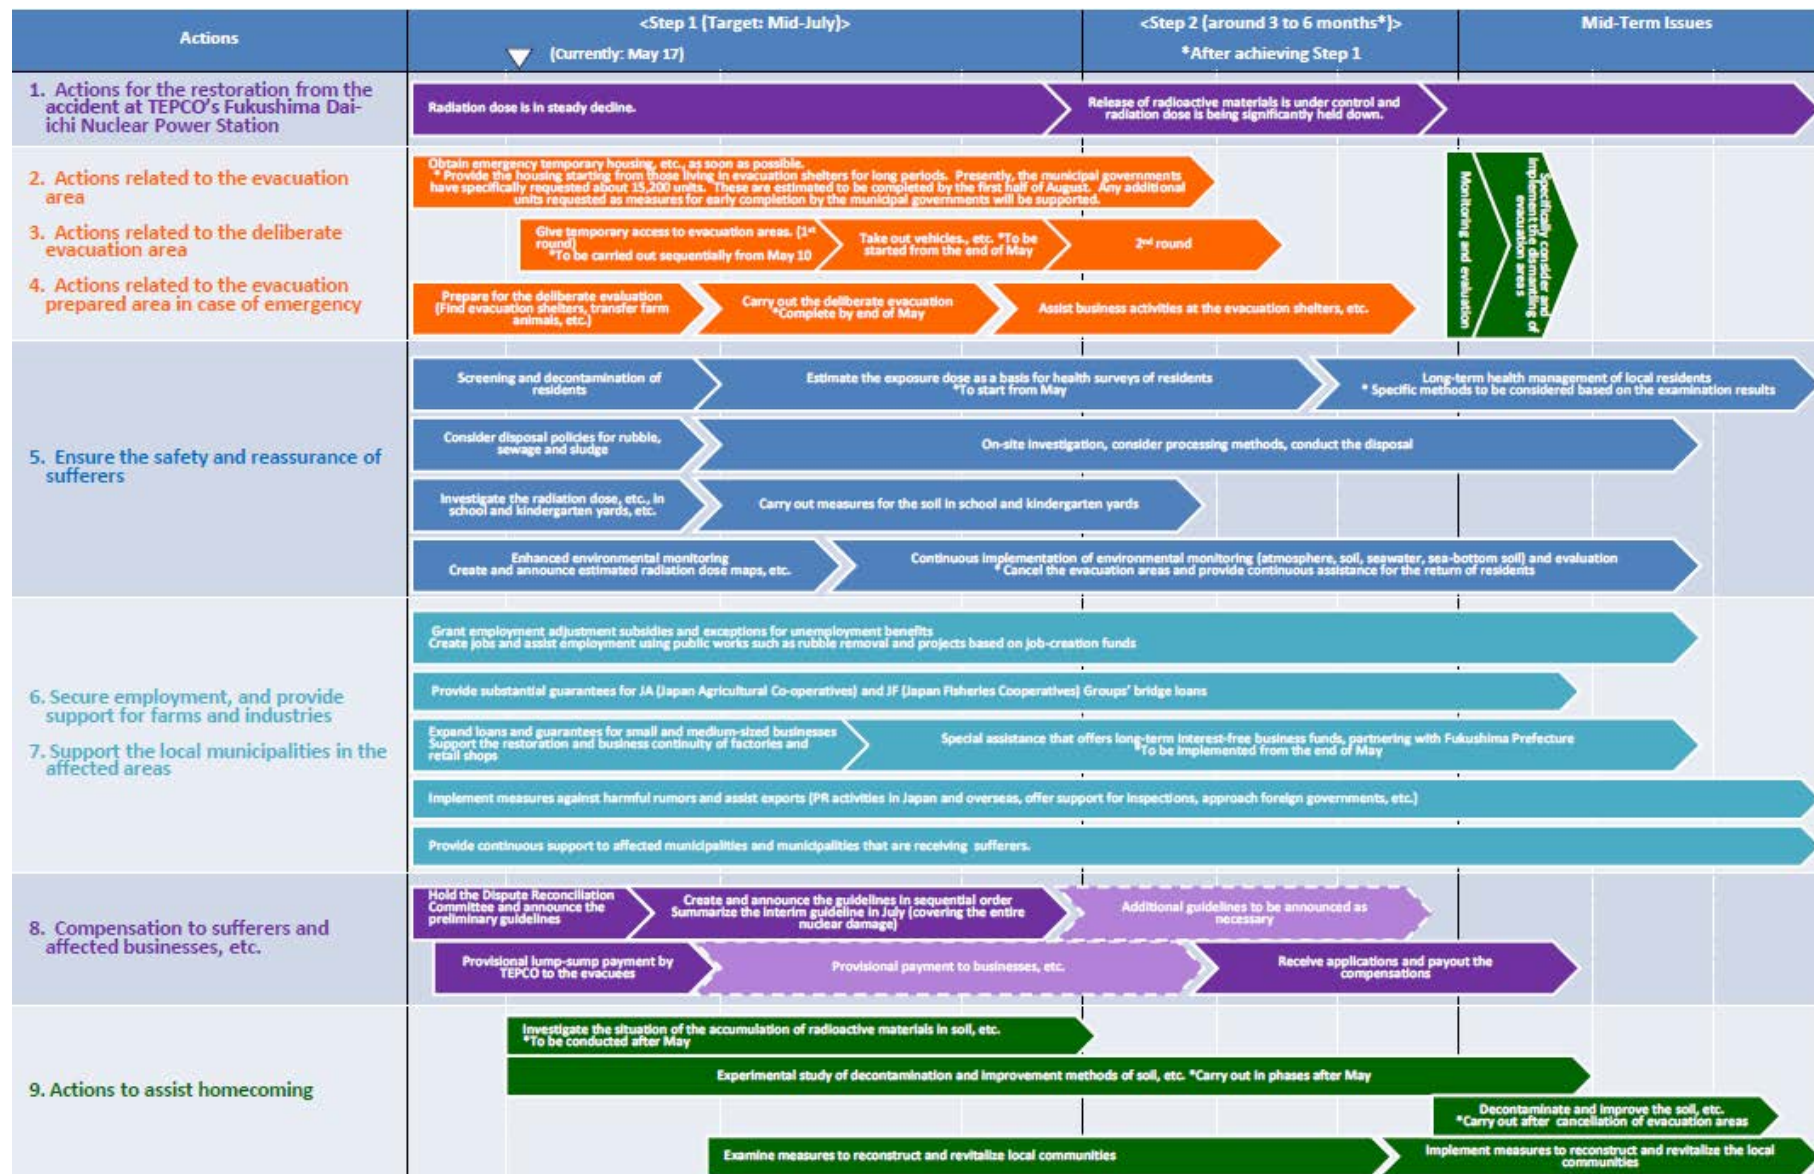 Actions
<Step 1 (Target: Mid-July)>
(Currently: May 17)
<Step 2 (around 3 to 6 months*)>
*After achieving Step 1
Mid-Term Issues
1. Actions for the restoration from the
accident at TEPCO's Fukushima Dai-
ichi Nuclear Power Station
Radiation dose is in steady decline.
Release of radioactive materials is under control and
radiation dose is being significantly held down.
2. Actions related to the evacuation
area
3. Actions related to the deliberate
evacuation area
4. Actions related to the evacuation
prepared area in case of emergency
Obtain emergency temporary housing, etc., as soon as possible.
* Provide the housing starting from those living in evacuation shelters for long periods. Presently, the municipal governments
have specifically requested about 15,200 units. These are estimated to be completed by the first half of August. Any additional
units requested as measures for early completion by the municipal governments will be supported.
Give temporary access to evacuation areas. (1st
round)
*To be carried out sequentially from May 10
Take out vehicles., etc. *To be
started from the end of May
2nd round
Prepare for the deliberate evaluation
(Find evacuation shelters, transfer farm
animals, etc.)
Carry out the deliberate evacuation
*Complete by end of May
Assist business activities at the evacuation shelters, etc.
Monitoring and evaluation
Specifically consider and
implement the dismantling of
evacuation areas
5. Ensure the safety and reassurance of
sufferers
Screening and decontamination of
residents
Estimate the exposure dose as a basis for health surveys of residents
*To start from May
Long-term health management of local residents
* Specific methods to be considered based on the examination results
Consider disposal policies for rubble,
sewage and sludge
On-site investigation, consider processing methods, conduct the disposal
Investigate the radiation dose, etc., in
school and kindergarten yards, etc.
Carry out measures for the soil in school and kindergarten yards
Enhanced environmental monitoring
Create and announce estimated radiation dose maps, etc.
Continuous implementation of environmental monitoring (atmosphere, soil, seawater, sea-bottom soil) and evaluation
* Cancel the evacuation areas and provide continuous assistance for the return of residents
6. Secure employment, and provide
support for farms and industries
7. Support the local municipalities in the
affected areas
Grant employment adjustment subsidies and exceptions for unemployment benefits
Create jobs and assist employment using public works such as rubble removal and projects based on job-creation funds
Provide substantial guarantees for JA (Japan Agricultural Co-operatives) and JF (Japan Fisheries Cooperatives) Groups' bridge loans
Expand loans and guarantees for small and medium-sized businesses
Support the restoration and business continuity of factories and
retail shops
Special assistance that offers long-term interest-free business funds, partnering with Fukushima Prefecture
*To be implemented from the end of May
Implement measures against harmful rumors and assist exports (PR activities in Japan and overseas, offer support for inspections, approach foreign governments, etc.)
Provide continuous support to affected municipalities and municipalities that are receiving sufferers.
8. Compensation to sufferers and
affected businesses, etc.
Hold the Dispute Reconciliation
Committee and announce the
preliminary guidelines
Create and announce the guidelines in sequential order
Summarize the interim guideline in July (covering the entire
nuclear damage)
Additional guidelines to be announced as
necessary
Provisional lump-sum payment by
TEPCO to the evacuees
Provisional payment to businesses, etc.
Receive applications and payout the
compensations
9. Actions to assist homecoming
Investigate the situation of the accumulation of radioactive materials in soil, etc.
*To be conducted after May
Experimental study of decontamination and improvement methods of soil, etc. *Carry out in phases after May
Decontaminate and improve the soil, etc.
*Carry out after cancellation of evacuation areas
Examine measures to reconstruct and revitalize local communities
Implement measures to reconstruct and revitalize the local
communities